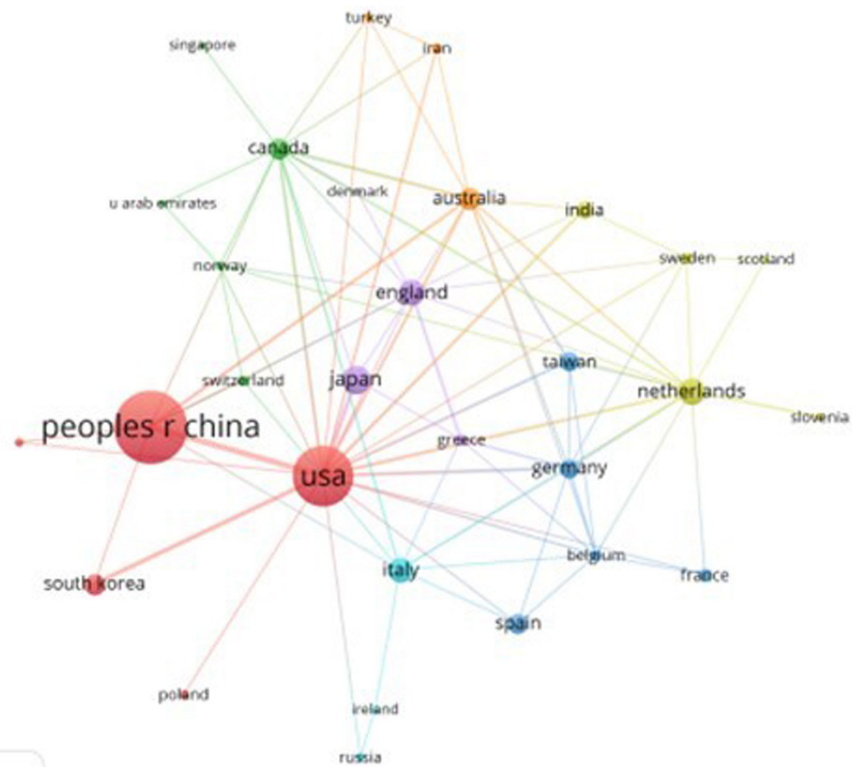 turkey
singapore
iran
canada
denmark
australia
u arab emirates
india
sweden
scotland
norway
england
taiwan
switzerland
japan
netherlands
slovenia
peoples r china
greece
germany
usa
belgium
italy
france
south korea
spain
poland
ireland
russia